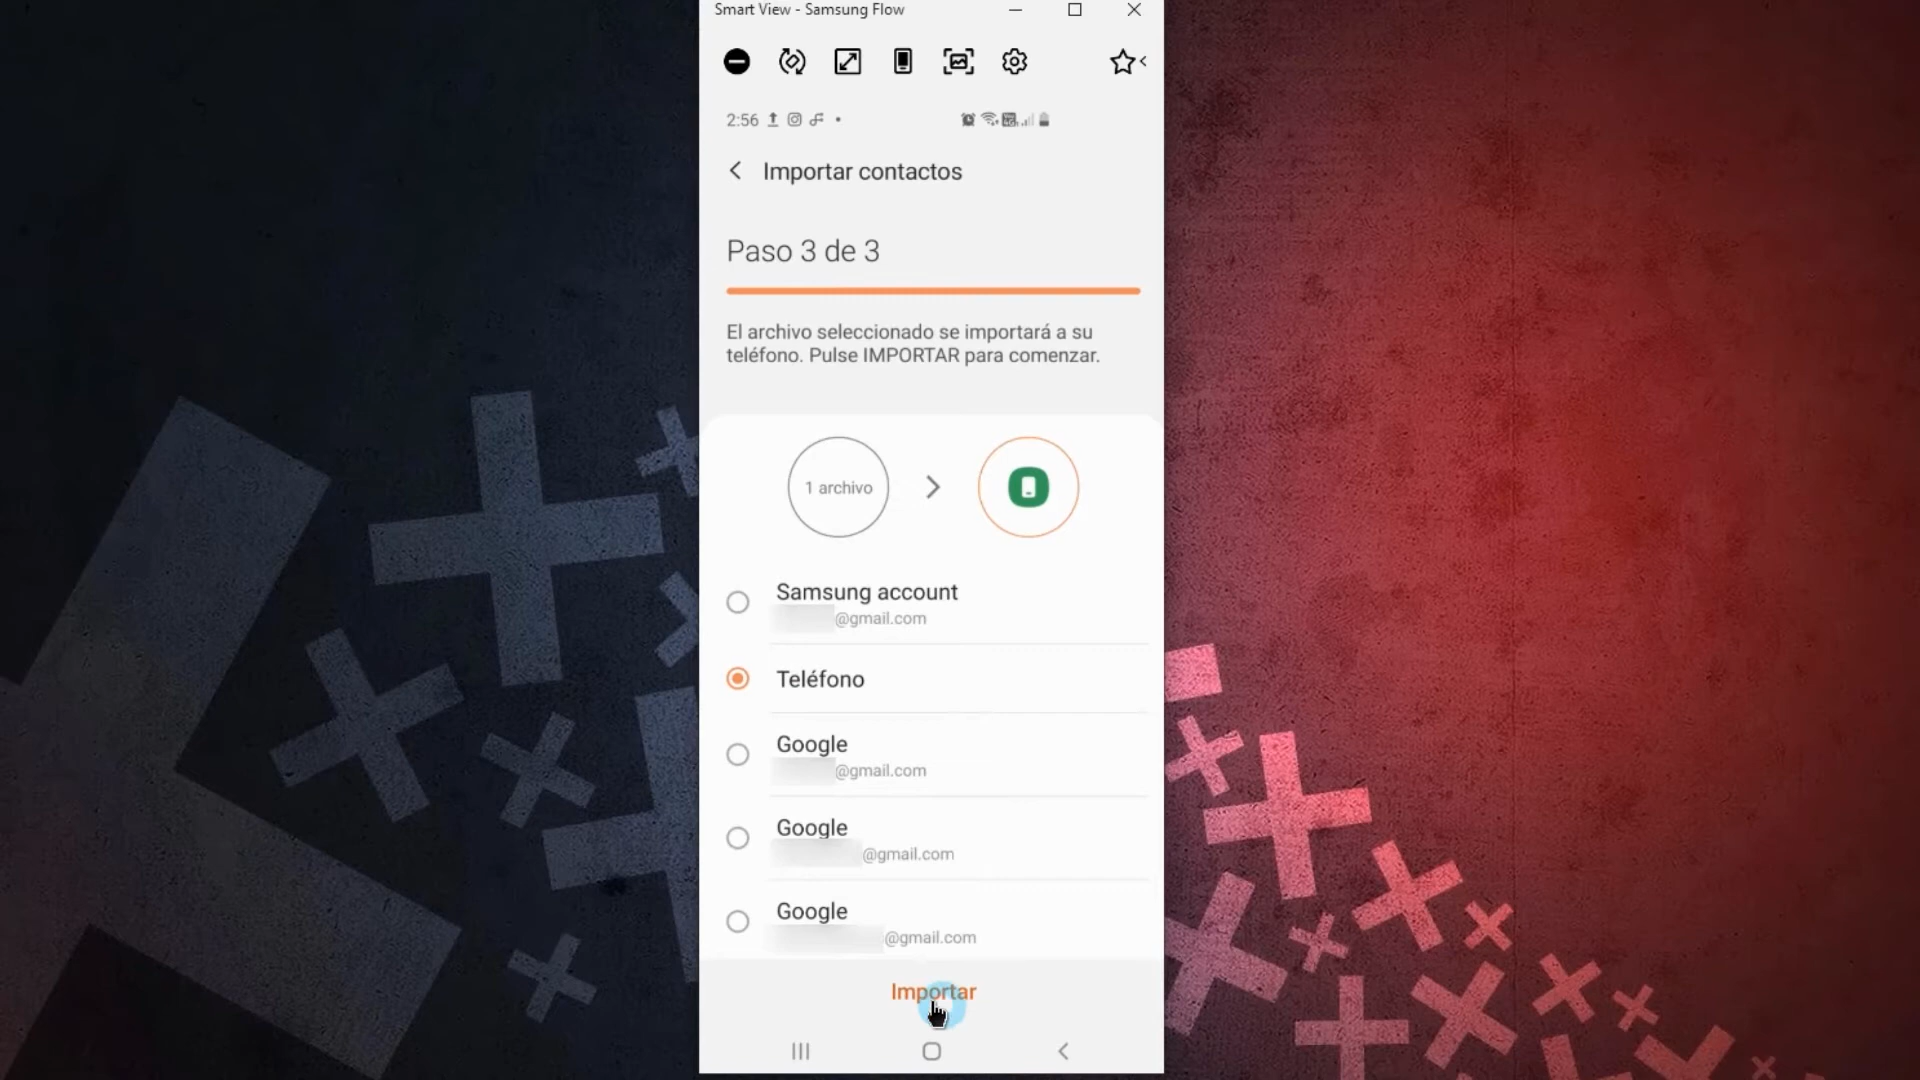 Smart View - Samsung Flow
2:56
Importar contactos
Paso 3 de 3
El archivo seleccionado se importará a su
teléfono. Pulse IMPORTAR para comenzar.
1 archivo
Samsung account
@gmail.com
Teléfono
Google
@gmail.com
Google
@gmail.com
Google
@gmail.com
Importar